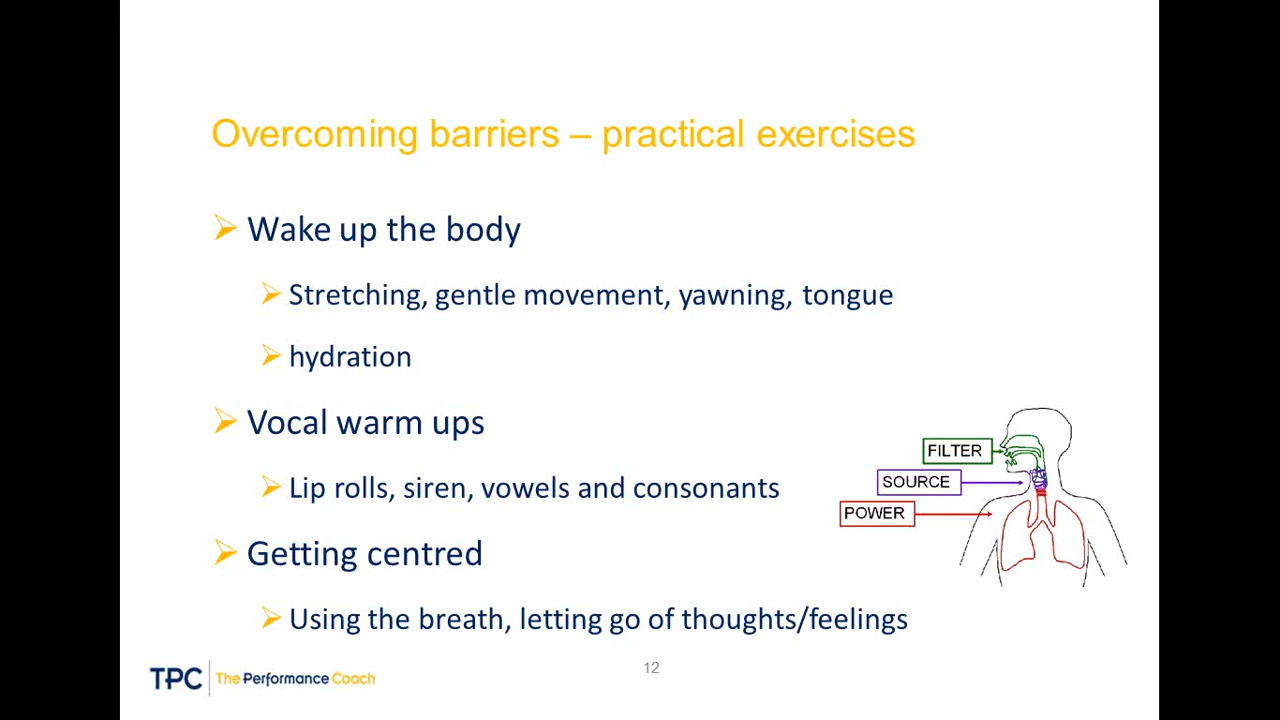 Overcoming barriers – practical exercises
Wake up the body
Stretching, gentle movement, yawning, tongue
hydration
Vocal warm ups
Lip rolls, siren, vowels and consonants
Getting centred
Using the breath, letting go of thoughts/feelings
FILTER
SOURCE
POWER
TPC The Performance Coach
12